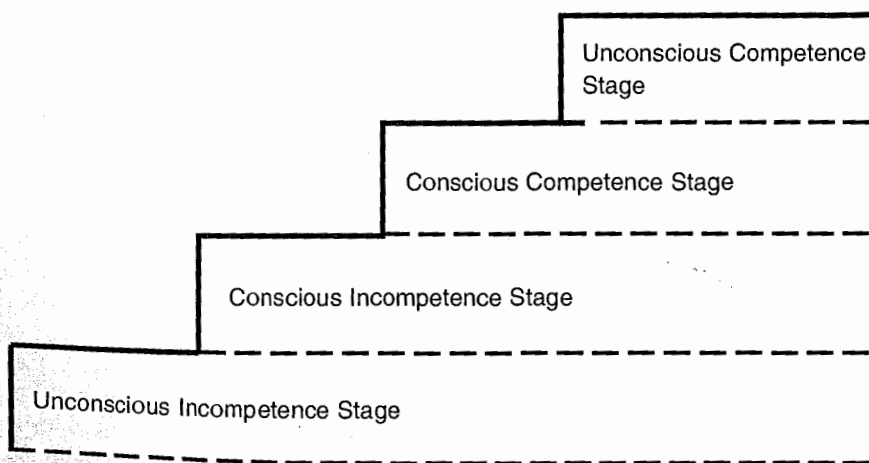 Unconscious Competence
Stage
Conscious Competence Stage
Conscious Incompetence Stage
Unconscious Incompetence Stage